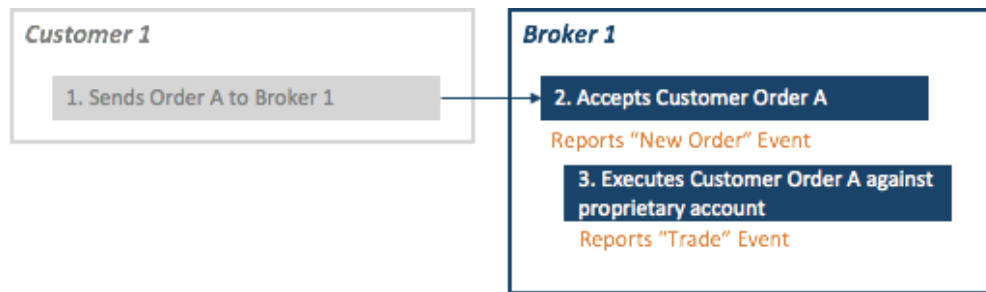 Customer 1
1. Sends Order A to Broker 1
Broker 1
2. Accepts Customer Order A
Reports "New Order" Event
3. Executes Customer Order A against
proprietary account
Reports "Trade" Event